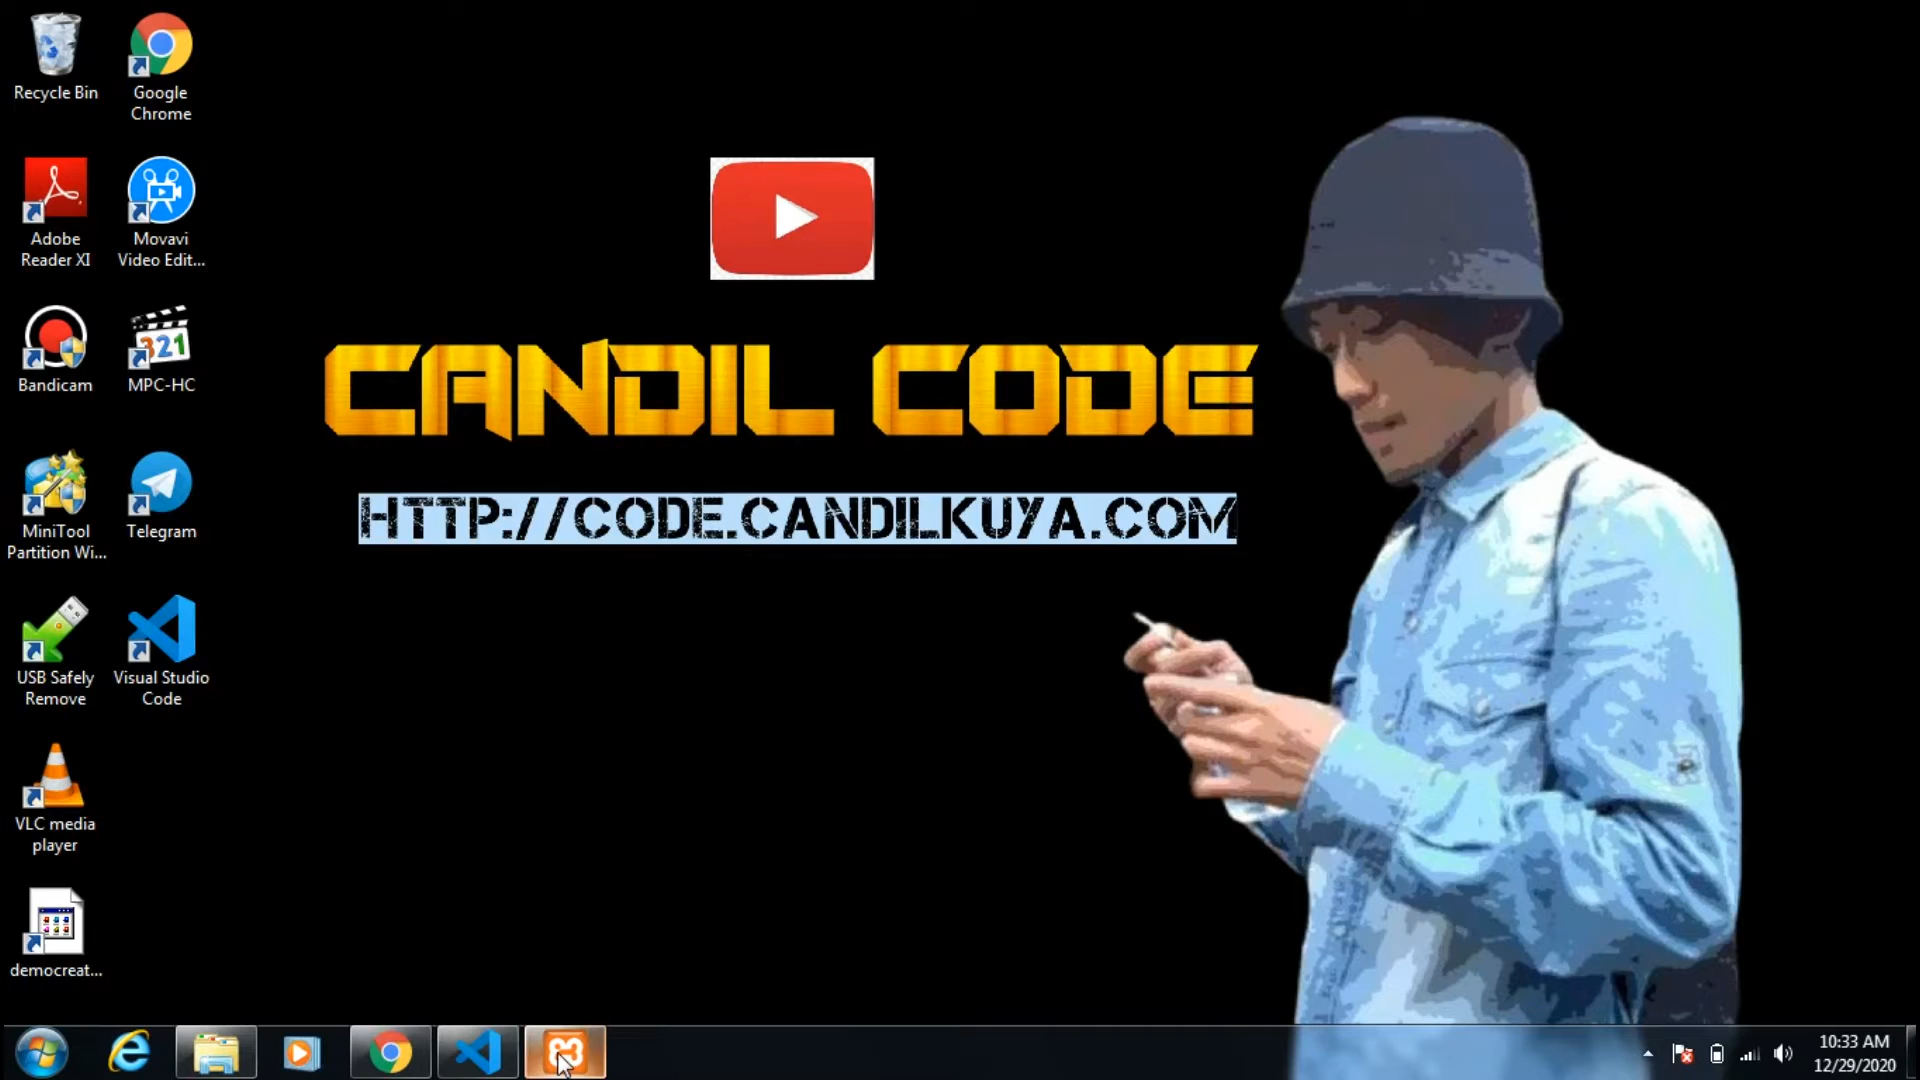 Recycle Bin
Google
Chrome
Adobe
Reader XI
Movavi
Video Edit...
Bandicam
321
MPC-HC
MiniTool
Partition Wi...
Telegram
USB Safely
Remove
Visual Studio
Code
VLC media
player
democreat...
CANDIL CODE
HTTP://CODE.CANDILKUYA.COM
10:33 AM
12/29/2020